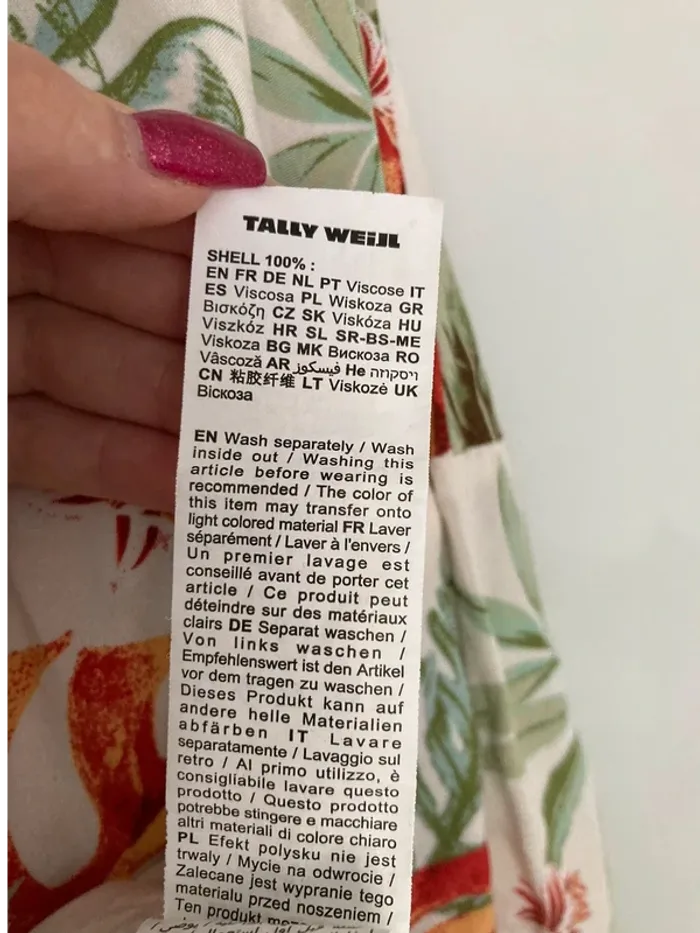 TALLY WEiJL
SHELL 100% :
EN FR DE NL PT Viscose IT
ES Viscosa PL Wiskoza GR
Βισκόζη CZ SK Viskóza HU
Viszkóz HR SL SR-BS-ME
Viskoza BG MK Вискоза RO
Vâscoză AR فيسكوز He ויסקוזה
CN 粘胶纤维 LT Viskozė UK
Віскоза
EN Wash separately / Wash
inside out / Washing this
article before wearing is
recommended / The color of
this item may transfer onto
light colored material FR Laver
séparément / Laver à l'envers /
Un premier lavage est
conseillé avant de porter cet
article / Ce produit peut
déteindre sur des matériaux
clairs DE Separat waschen /
Von links waschen /
Empfehlenswert ist den Artikel
vor dem tragen zu waschen /
Dieses Produkt kann auf
andere helle Materialien
abfärben IT Lavare
separatamente / Lavaggio sul
retro / Al primo utilizzo, è
consigliabile lavare questo
prodotto / Questo prodotto
potrebbe stingere e macchiare
altri materiali di colore chiaro
PL Efekt polysku nie jest
trwaly / Mycie na odwrocie /
Zalecane jest wypranie tego
materialu przed noszeniem /
Ten produkt